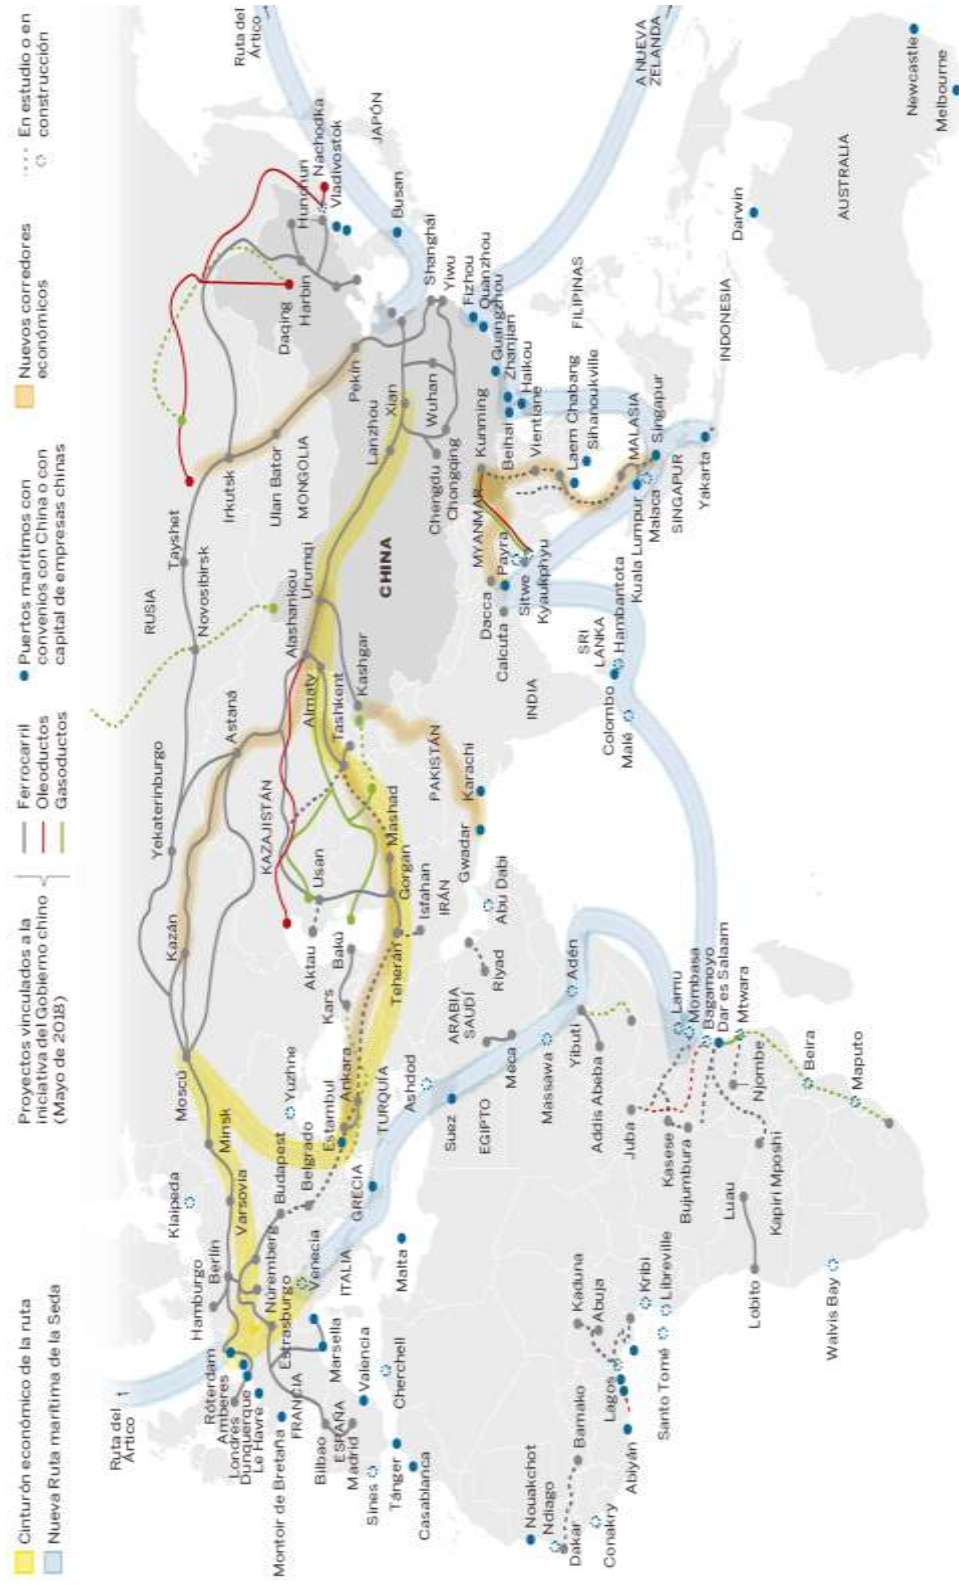 Cinturón económico de la ruta
Nueva Ruta marítima de la Seda
Proyectos vinculados a la
iniciativa del Gobierno chino
(Mayo de 2018)
Ferrocarril
Oleoductos
Gasoductos
Puertos marítimos con
convenios con China o con
capital de empresas chinas
Nuevos corredores
económicos
En estudio o en
construcción
Ruta del
Ártico
Hamburgo
Berlín
Róterdam
Amberes
Londres
Dunquerque
Le Havre
Montoir de Bretaña
FRANCIA
Estrasburgo
Núremberg
Varsovia
Klaipeda
Minsk
Moscú
Kazán
Yekaterinburgo
Astaná
RUSIA
Novosibirsk
Tayshet
Irkutsk
Ulan Bator
MONGOLIA
Daqing
Harbin
Hunchun
Nachodka
Vladivostok
JAPÓN
Ruta del
Ártico
Busan
Pekín
Shanghái
Yiwu
Fizhou
Quanzhou
Guangzhou
Zhanjian
Haikou
Beihai
Wuhan
Xian
Lanzhou
Chengdu
Chongqing
Kunming
CHINA
Urumqi
Alashankou
Almaty
Tashkent
Kashgar
KAZAJISTÁN
Usan
Aktau
Bakú
Kars
Gorgan
Mashad
Teherán
Isfahan
IRÁN
Ankara
Estambul
TURQUÍA
Yuzhne
Budapest
Belgrado
Venecia
ITALIA
GRECIA
Malta
Marsella
Bilbao
ESPAÑA
Madrid
Valencia
Sines
Tánger
Casablanca
Cherchell
Ashdod
Suez
EGIPTO
ARABIA
SAUDÍ
Meca
Riyad
Abu Dabi
Gwadar
Karachi
PAKISTÁN
INDIA
Calcuta
Dacca
Payra
MYANMAR
Sitwe
Kyaukphyu
Vientiane
Laem Chabang
Sihanoukville
FILIPINAS
MALASIA
Kuala Lumpur
Malaca
SINGAPUR
Singapur
Yakarta
INDONESIA
A NUEVA
ZELANDA
Darwin
AUSTRALIA
Newcastle
Melbourne
SRI
LANKA
Hambantota
Colombo
Malé
Adén
Massawa
Yibuti
Addis Abeba
Juba
Kasese
Bujumbura
Lamu
Mombasa
Bagamoyo
Dar es Salaam
Mtwara
Njombe
Kapiri Mposhi
Luau
Lobito
Beira
Maputo
Walvis Bay
Kaduna
Abuja
Kribi
Libreville
Santo Tomé
Lagos
Abiyán
Bamako
Conakry
Dakar
Ndiago
Nouakchot